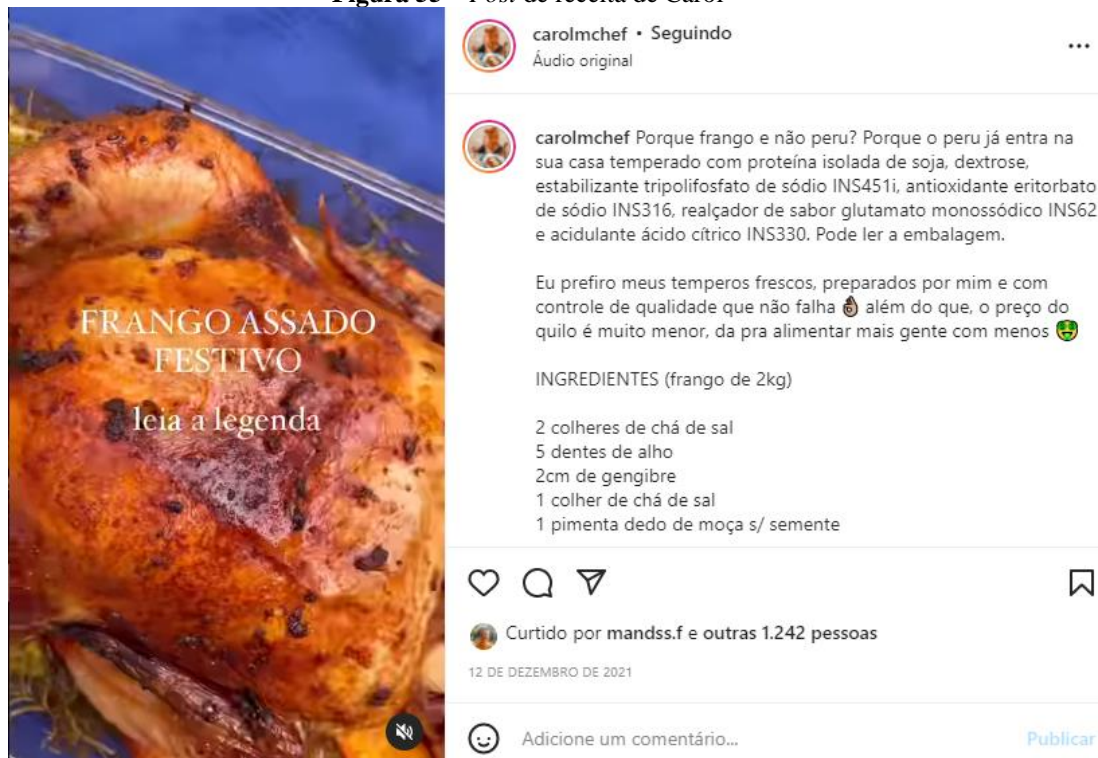 Post de receita de Carol
carolmchef • Seguindo
Áudio original
FRANGO ASSADO
FESTIVO
leia a legenda
carolmchef Porque frango e não peru? Porque o peru já entra na
sua casa temperado com proteína isolada de soja, dextrose,
estabilizante tripolifosfato de sódio INS451i, antioxidante eritorbato
de sódio INS316, realçador de sabor glutamato monossódico INS62
e acidulante ácido cítrico INS330. Pode ler a embalagem.
Eu prefiro meus temperos frescos, preparados por mim e com
controle de qualidade que não falha 👌🏽 além do que, o preço do
quilo é muito menor, da pra alimentar mais gente com menos 🤑
INGREDIENTES (frango de 2kg)
2 colheres de chá de sal
5 dentes de alho
2cm de gengibre
1 colher de chá de sal
1 pimenta dedo de moça s/ semente
Curtido por mandss.f e outras 1.242 pessoas
12 DE DEZEMBRO DE 2021
Adicione um comentário... Publicar